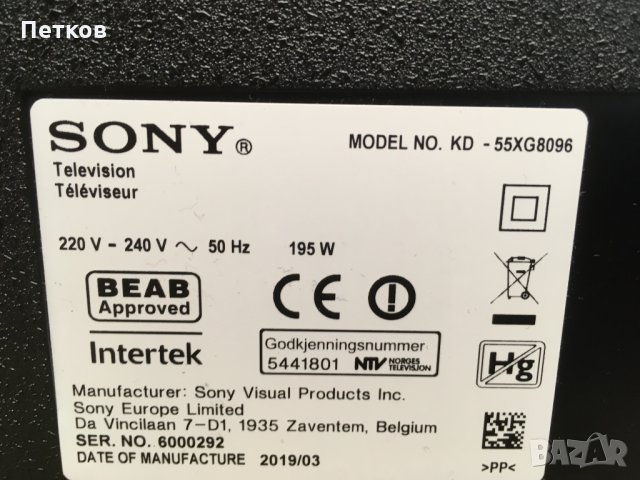 Петков
SONY®
MODEL NO. KD - 55XG8096
Television
Téléviseur
220 V - 240 V ~ 50 Hz 195 W
BEAB
Approved
Intertek
CE
Godkjenningsnummer
5441801 NTV NORGES TELEVISJON
Hg
Manufacturer: Sony Visual Products Inc.
Sony Europe Limited
Da Vincilaan 7-D1, 1935 Zaventem, Belgium
SER. NO. 6000292
DATE OF MANUFACTURE 2019/03
>PP<
bazar